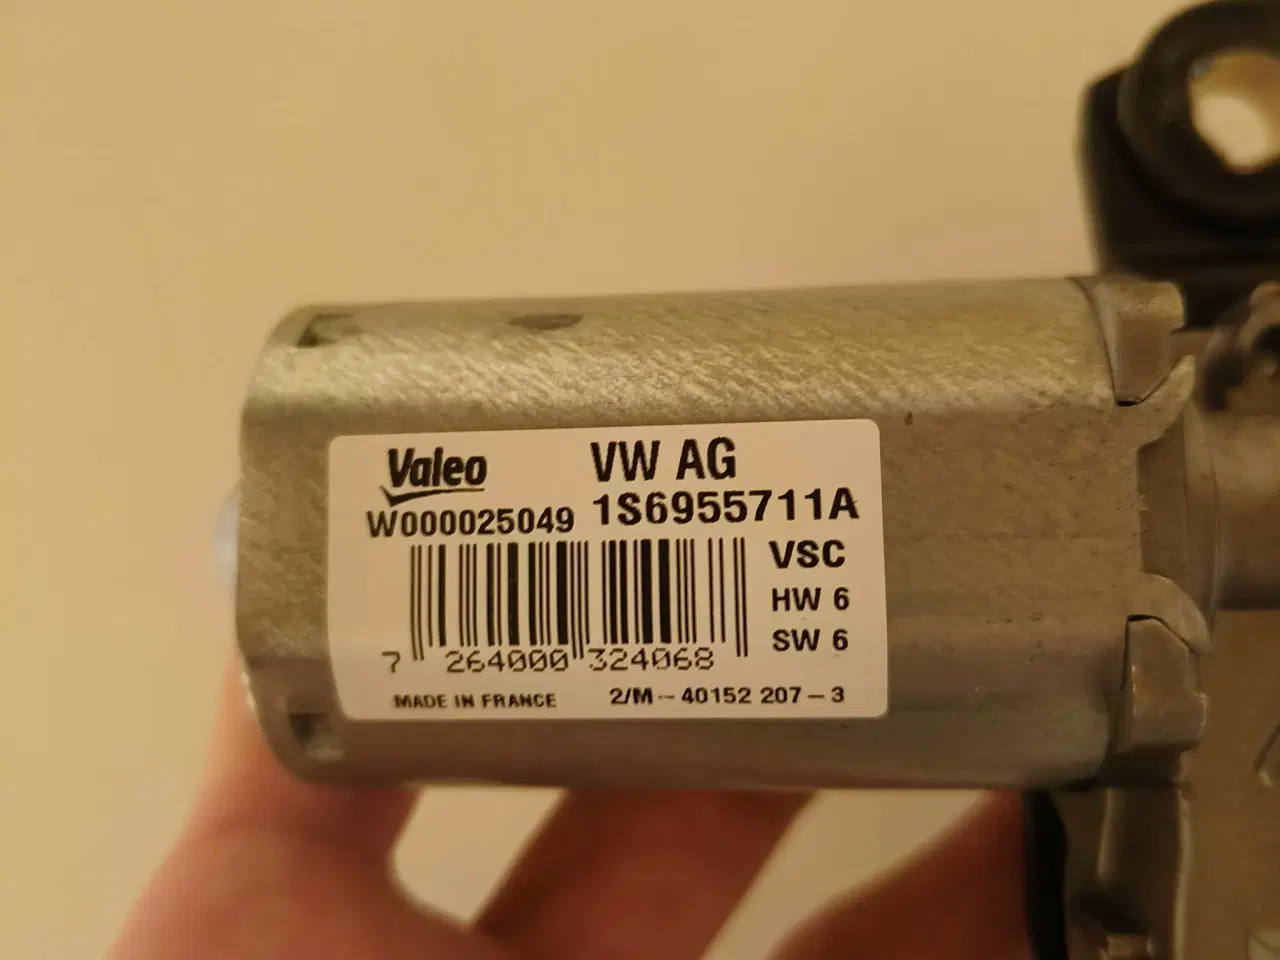 Valeo
VW AG
W000025049
1S6955711A
VSC
HW 6
SW 6
7 264000 324068
MADE IN FRANCE
2/M - 40152 207 - 3